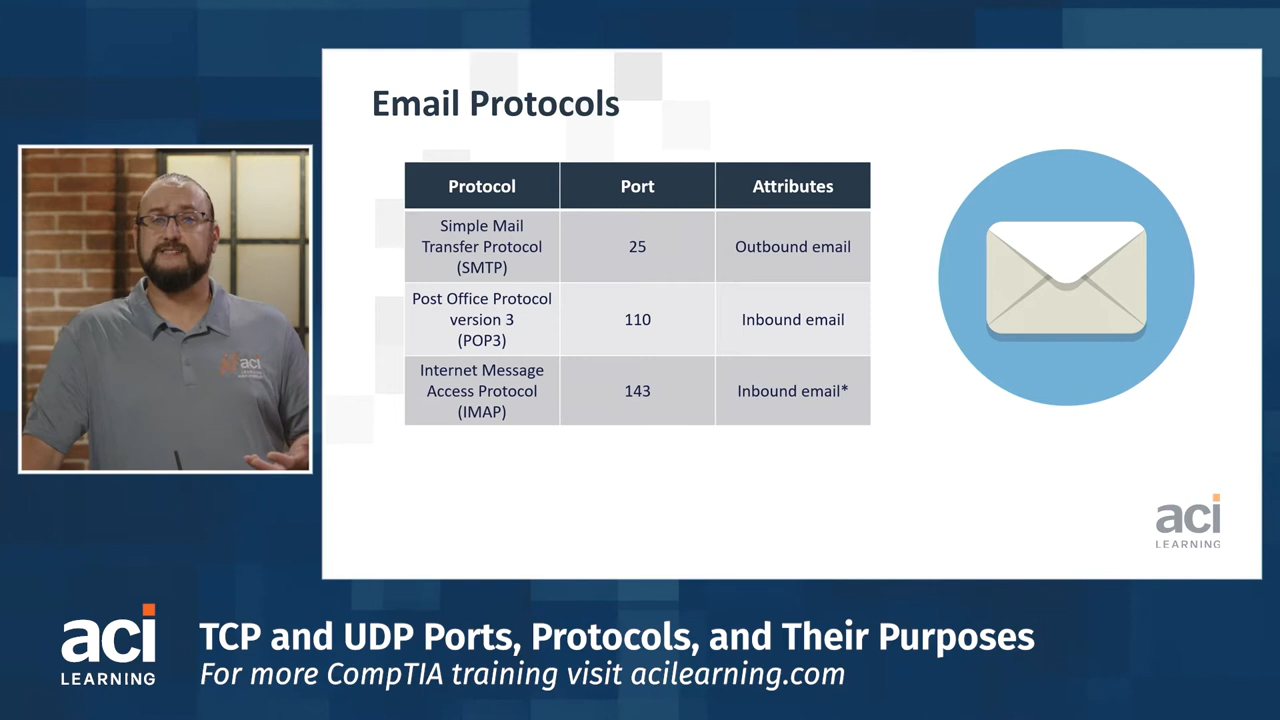 Email Protocols
Protocol
Port
Attributes
Simple Mail
Transfer Protocol
(SMTP)
25
Outbound email
Post Office Protocol
version 3
(POP3)
110
Inbound email
Internet Message
Access Protocol
(IMAP)
143
Inbound email*
aci
LEARNING
aci
LEARNING
aci
LEARNING
TCP and UDP Ports, Protocols, and Their Purposes
For more CompTIA training visit acilearning.com